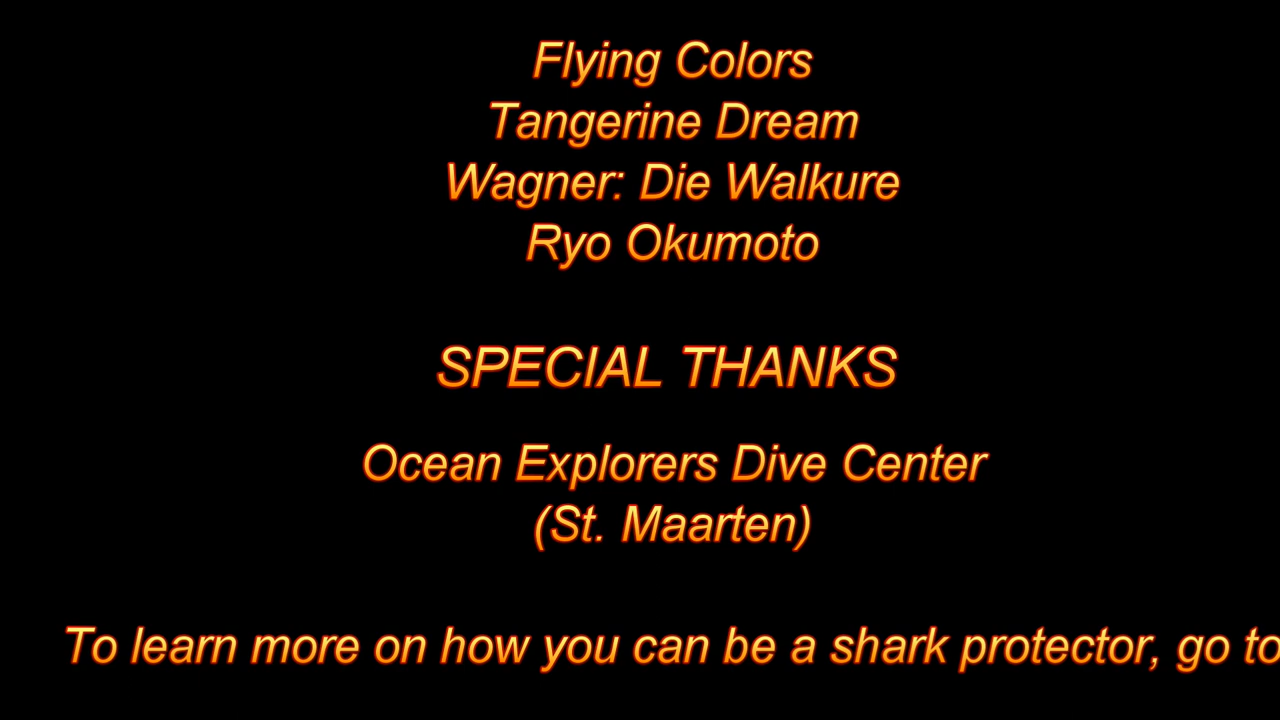 Flying Colors
Tangerine Dream
Wagner: Die Walkure
Ryo Okumoto
SPECIAL THANKS
Ocean Explorers Dive Center
(St. Maarten)
To learn more on how you can be a shark protector, go to